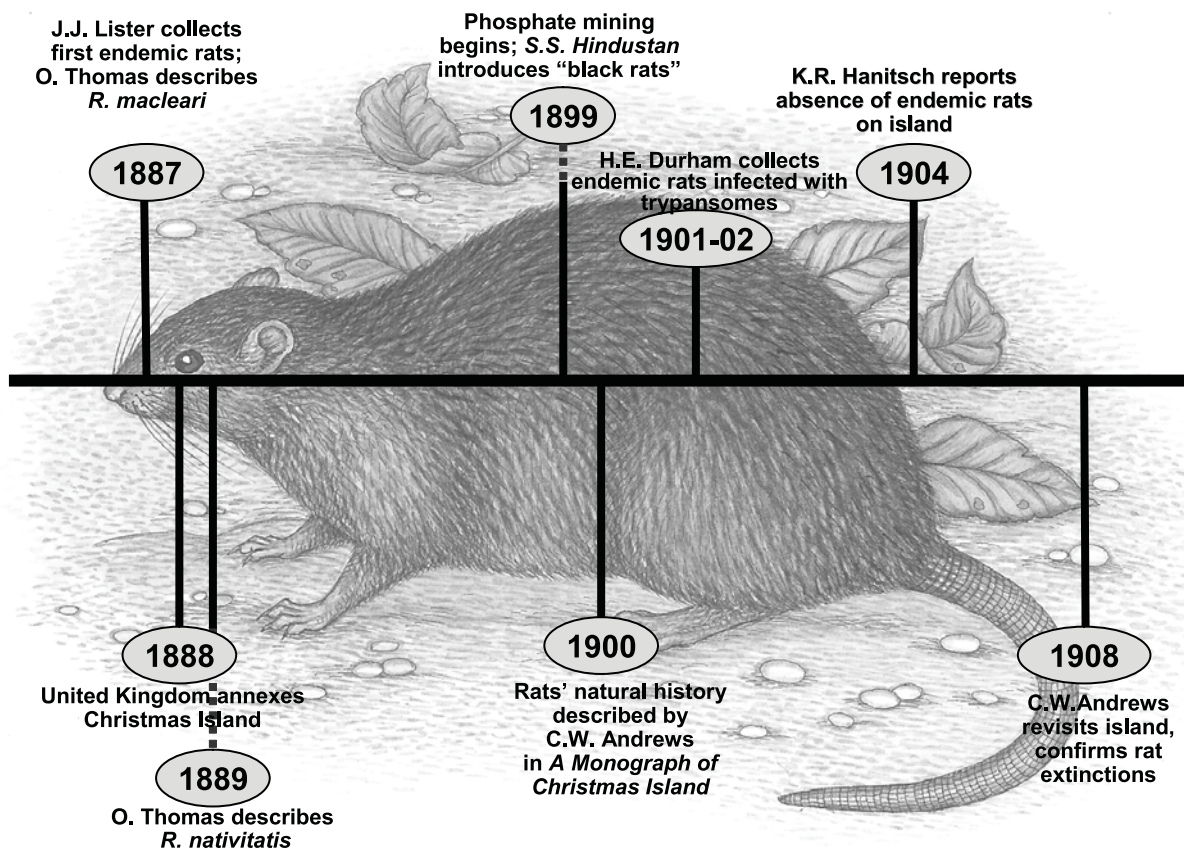 J.J. Lister collects
first endemic rats;
O. Thomas describes
R. macleari
1887
Phosphate mining
begins; S.S. Hindustan
introduces “black rats”
1899
H.E. Durham collects
endemic rats infected with
trypansomes
1901-02
K.R. Hanitsch reports
absence of endemic rats
on island
1904
1888
United Kingdom annexes
Christmas Island
1889
O. Thomas describes
R. nativitatis
1900
Rats’ natural history
described by
C.W. Andrews
in A Monograph of
Christmas Island
1908
C.W.Andrews
revisits island,
confirms rat
extinctions